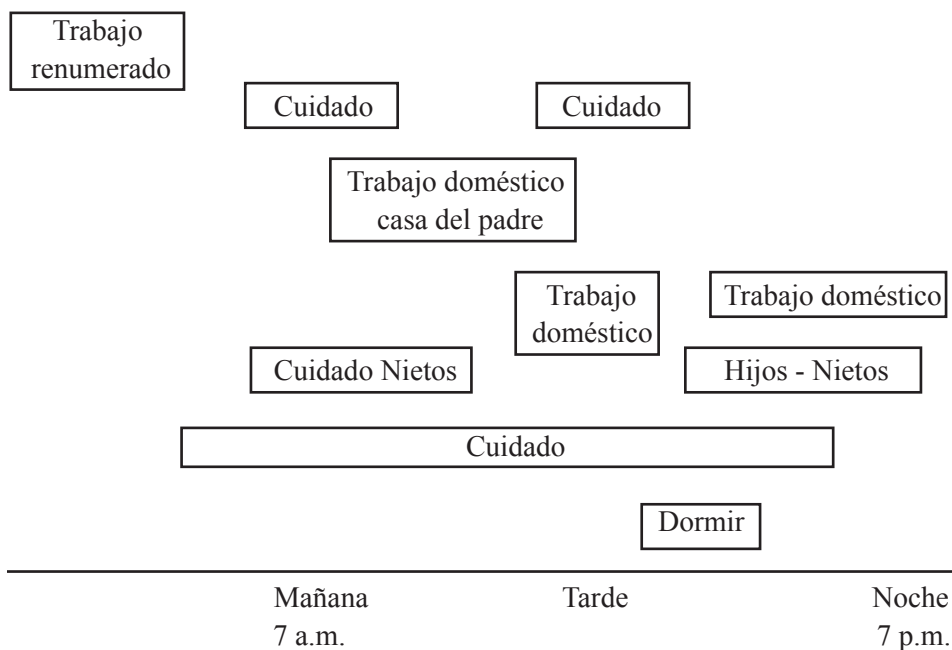 Trabajo
renumerado
Cuidado
Cuidado
Trabajo doméstico
casa del padre
Trabajo
doméstico
Trabajo doméstico
Cuidado Nietos
Hijos - Nietos
Cuidado
Dormir
Mañana
7 a.m.
Tarde
Noche
7 p.m.